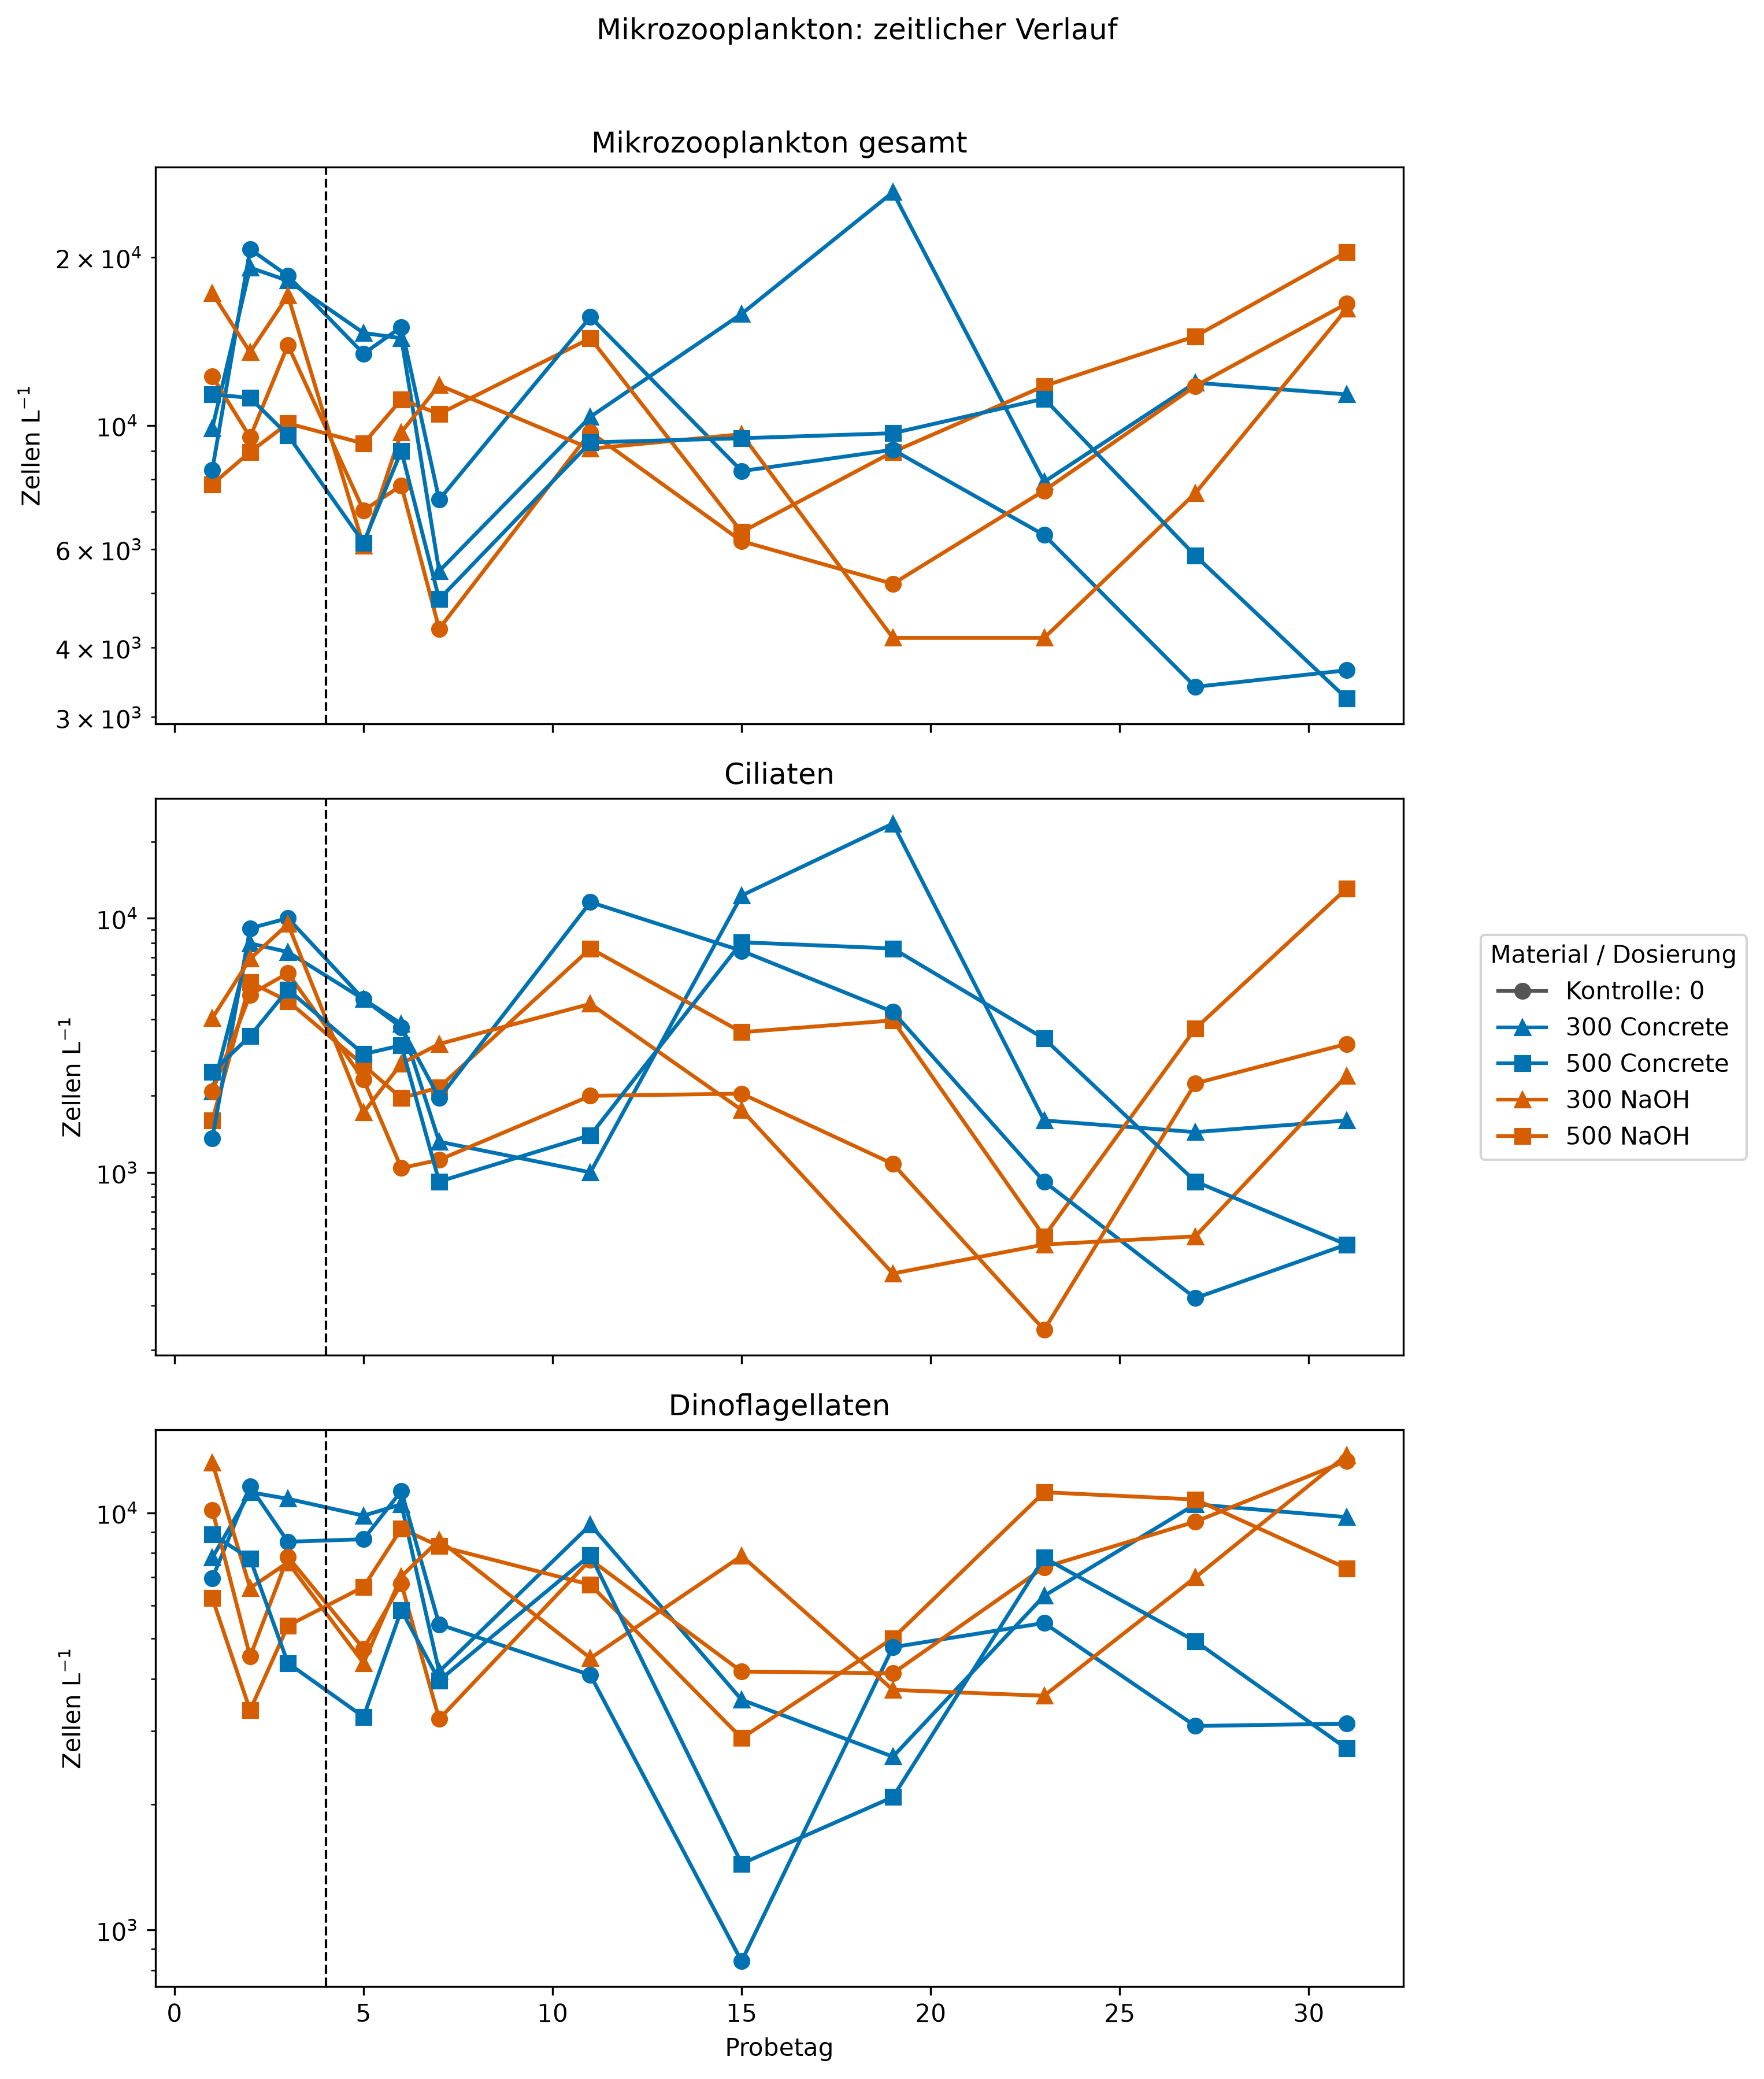 Mikrozooplankton: zeitlicher Verlauf
Mikrozooplankton gesamt
2 × 10⁴
10⁴
6 × 10³
4 × 10³
3 × 10³
Zellen L⁻¹
Ciliaten
10⁴
10³
Zellen L⁻¹
Material / Dosierung
Kontrolle: 0
300 Concrete
500 Concrete
300 NaOH
500 NaOH
Dinoflagellaten
10⁴
10³
Zellen L⁻¹
0 5 10 15 20 25 30
Probetag